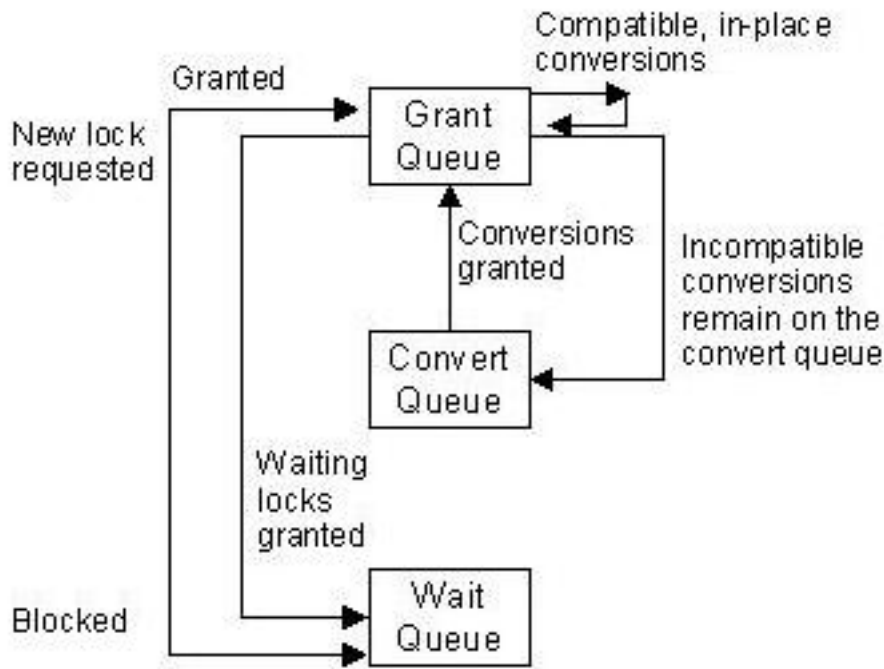 Compatible, in-place
conversions
Granted
New lock
requested
Grant
Queue
Conversions
granted
Incompatible
conversions
remain on the
convert queue
Convert
Queue
Waiting
locks
granted
Wait
Queue
Blocked